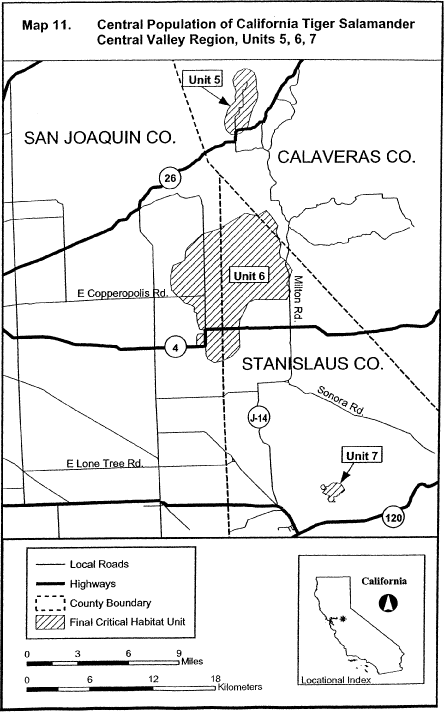 Map 11. Central Population of California Tiger Salamander
Central Valley Region, Units 5, 6, 7
Unit 5
SAN JOAQUIN CO.
CALAVERAS CO.
26
Unit 6
E Copperopolis Rd.
Milton Rd
4
STANISLAUS CO.
Sonora Rd.
J-14
Unit 7
E Lone Tree Rd.
120
Local Roads
Highways
County Boundary
Final Critical Habitat Unit
California
Locational Index
0 3 6 9
Miles
0 6 12 18
Kilometers